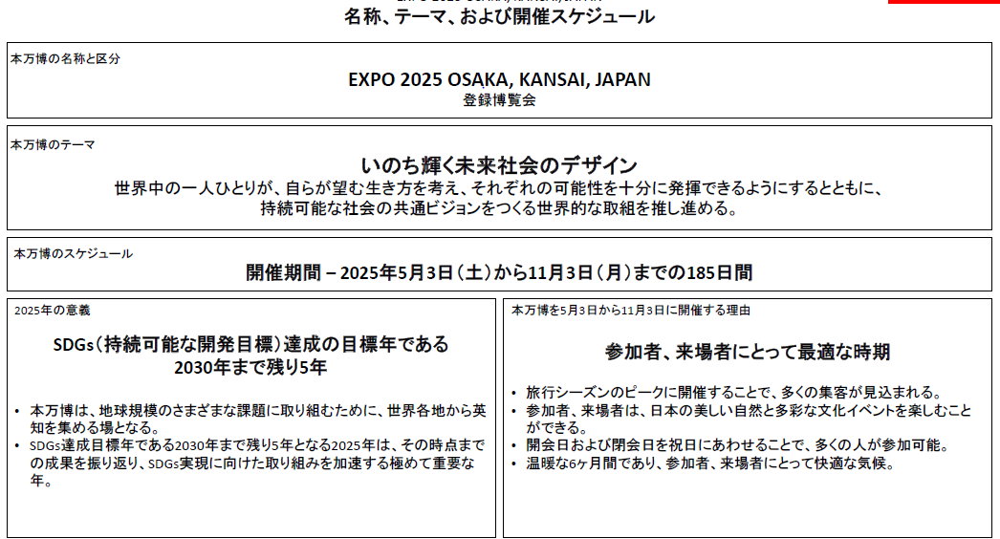 EXPO 2025 OSAKA, KANSAI, JAPAN
名称、テーマ、および開催スケジュール
本万博の名称と区分
EXPO 2025 OSAKA, KANSAI, JAPAN
登録博覧会
本万博のテーマ
いのち輝く未来社会のデザイン
世界中の一人ひとりが、自らが望む生き方を考え、それぞれの可能性を十分に発揮できるようにするとともに、
持続可能な社会の共通ビジョンをつくる世界的な取組を推し進める。
本万博のスケジュール
開催期間 – 2025年5月3日（土）から11月3日（月）までの185日間
2025年の意義
SDGs（持続可能な開発目標）達成の目標年である
2030年まで残り5年
• 本万博は、地球規模のさまざまな課題に取り組むために、世界各地から英
知を集める場となる。
• SDGs達成目標年である2030年まで残り5年となる2025年は、その時点まで
の成果を振り返り、SDGs実現に向けた取り組みを加速する極めて重要な
年。
本万博を5月3日から11月3日に開催する理由
参加者、来場者にとって最適な時期
• 旅行シーズンのピークに開催することで、多くの集客が見込まれる。
• 参加者、来場者は、日本の美しい自然と多彩な文化イベントを楽しむこと
ができる。
• 開会日および閉会日を祝日にあわせることで、多くの人が参加可能。
• 温暖な6ヶ月間であり、参加者、来場者にとって快適な気候。